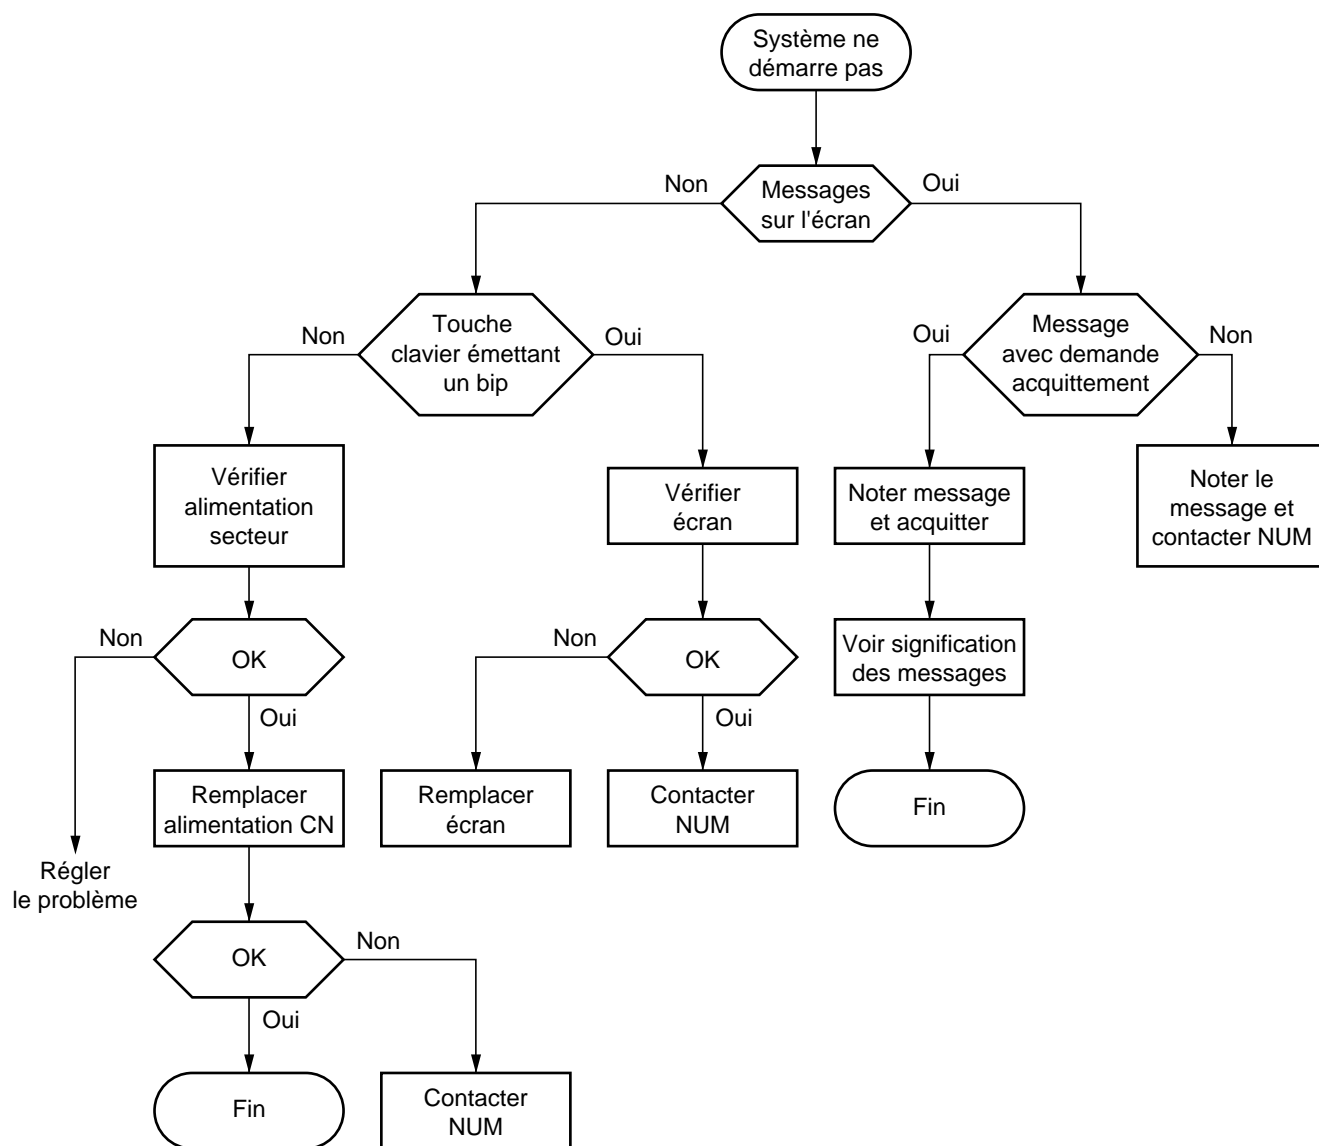 Système ne
démarre pas
Non
Messages
sur l'écran
Oui
Non
Touche
clavier émettant
un bip
Oui
Oui
Message
avec demande
acquittement
Non
Vérifier
alimentation
secteur
Vérifier
écran
Noter message
et acquitter
Noter le
message et
contacter NUM
Non
OK
Oui
Non
OK
Oui
Voir signification
des messages
Remplacer
alimentation CN
Remplacer
écran
Contacter
NUM
Fin
Régler
le problème
OK
Non
Oui
Fin
Contacter
NUM